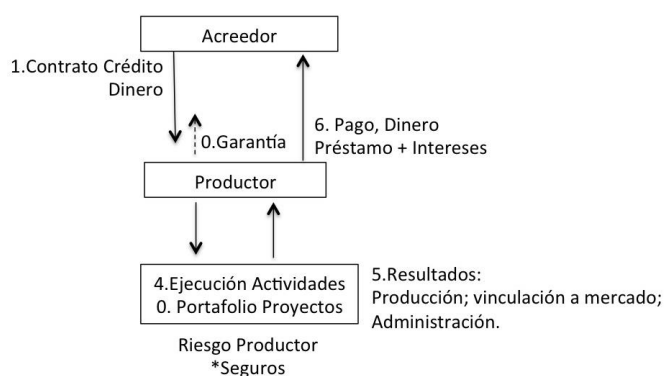 Acreedor
1.Contrato Crédito
Dinero
0.Garantía
6. Pago, Dinero
Préstamo + Intereses
Productor
4.Ejecución Actividades
0. Portafolio Proyectos
5.Resultados:
Producción; vinculación a mercado;
Administración.
Riesgo Productor
*Seguros